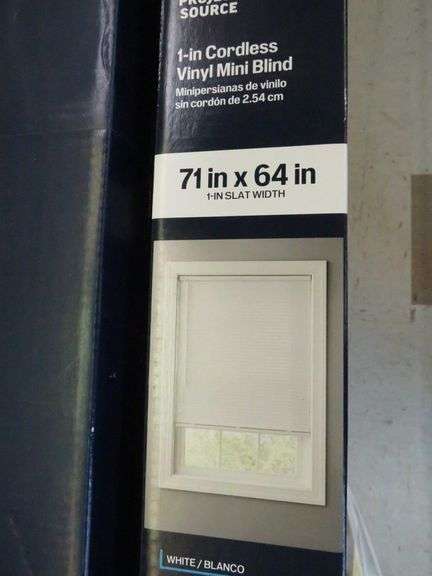 SOURCE
1-in Cordless
Vinyl Mini Blind
Minipersianas de vinilo
sin cordón de 2.54 cm
71 in x 64 in
1-IN SLAT WIDTH
WHITE / BLANCO